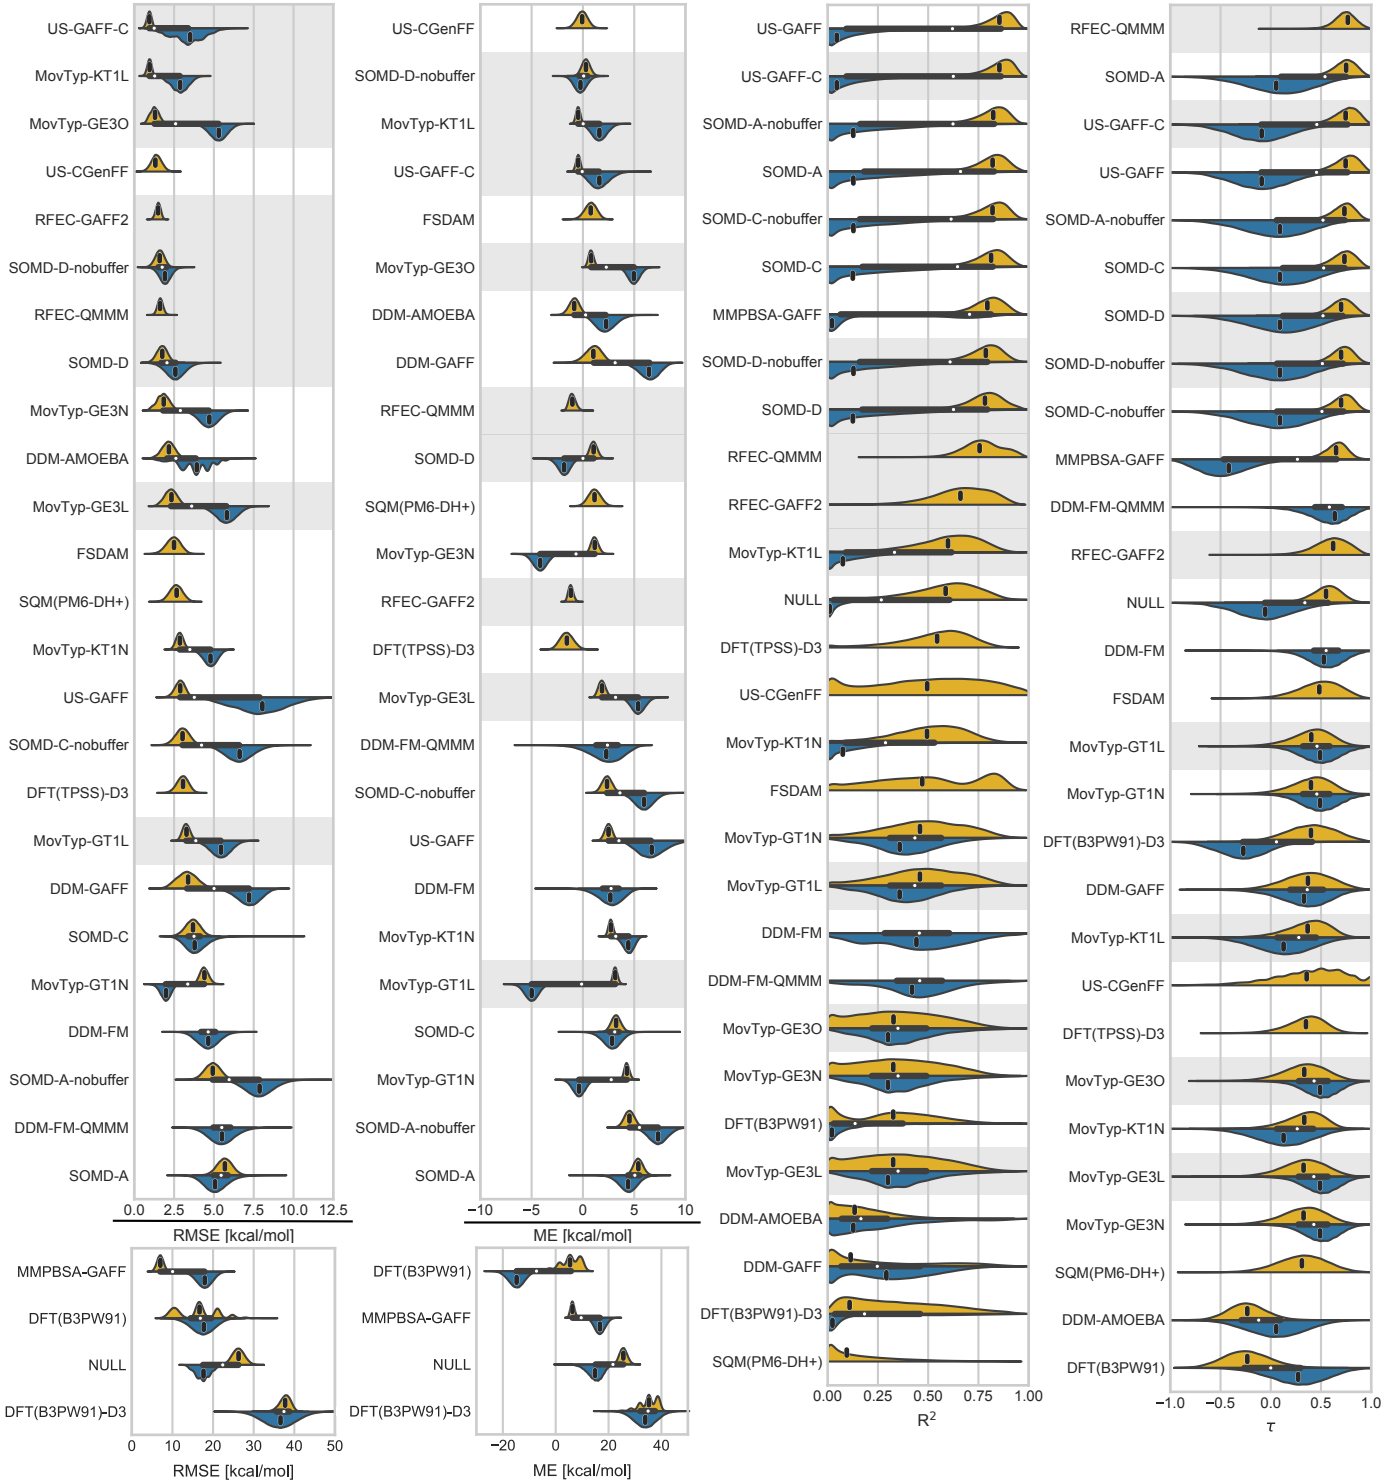 US-GAFF-C
MovTyp-KT1L
MovTyp-GE3O
US-CGenFF
RFEC-GAFF2
SOMD-D-nobuffer
RFEC-QMMM
SOMD-D
MovTyp-GE3N
DDM-AMOEBA
MovTyp-GE3L
FSDAM
SQM(PM6-DH+)
MovTyp-KT1N
US-GAFF
SOMD-C-nobuffer
DFT(TPSS)-D3
MovTyp-GT1L
DDM-GAFF
SOMD-C
MovTyp-GT1N
DDM-FM
SOMD-A-nobuffer
DDM-FM-QMMM
SOMD-A
0.0 2.5 5.0 7.5 10.0 12.5
RMSE [kcal/mol]
MMPBSA-GAFF
DFT(B3PW91)
NULL
DFT(B3PW91)-D3
0 10 20 30 40 50
RMSE [kcal/mol]
US-CGenFF
SOMD-D-nobuffer
MovTyp-KT1L
US-GAFF-C
FSDAM
MovTyp-GE3O
DDM-AMOEBA
DDM-GAFF
RFEC-QMMM
SOMD-D
SQM(PM6-DH+)
MovTyp-GE3N
RFEC-GAFF2
DFT(TPSS)-D3
MovTyp-GE3L
DDM-FM-QMMM
SOMD-C-nobuffer
US-GAFF
DDM-FM
MovTyp-KT1N
MovTyp-GT1L
SOMD-C
MovTyp-GT1N
SOMD-A-nobuffer
SOMD-A
−10 −5 0 5 10
ME [kcal/mol]
DFT(B3PW91)
MMPBSA-GAFF
NULL
DFT(B3PW91)-D3
−20 0 20 40
ME [kcal/mol]
US-GAFF
US-GAFF-C
SOMD-A-nobuffer
SOMD-A
SOMD-C-nobuffer
SOMD-C
MMPBSA-GAFF
SOMD-D-nobuffer
SOMD-D
RFEC-QMMM
RFEC-GAFF2
MovTyp-KT1L
NULL
DFT(TPSS)-D3
US-CGenFF
MovTyp-KT1N
FSDAM
MovTyp-GT1N
MovTyp-GT1L
DDM-FM
DDM-FM-QMMM
MovTyp-GE3O
MovTyp-GE3N
DFT(B3PW91)
MovTyp-GE3L
DDM-AMOEBA
DDM-GAFF
DFT(B3PW91)-D3
SQM(PM6-DH+)
0.00 0.25 0.50 0.75 1.00
R²
RFEC-QMMM
SOMD-A
US-GAFF-C
US-GAFF
SOMD-A-nobuffer
SOMD-C
SOMD-D
SOMD-D-nobuffer
SOMD-C-nobuffer
MMPBSA-GAFF
DDM-FM-QMMM
RFEC-GAFF2
NULL
DDM-FM
FSDAM
MovTyp-GT1L
MovTyp-GT1N
DFT(B3PW91)-D3
DDM-GAFF
MovTyp-KT1L
US-CGenFF
DFT(TPSS)-D3
MovTyp-GE3O
MovTyp-KT1N
MovTyp-GE3L
MovTyp-GE3N
SQM(PM6-DH+)
DDM-AMOEBA
DFT(B3PW91)
−1.0 −0.5 0.0 0.5 1.0
τ